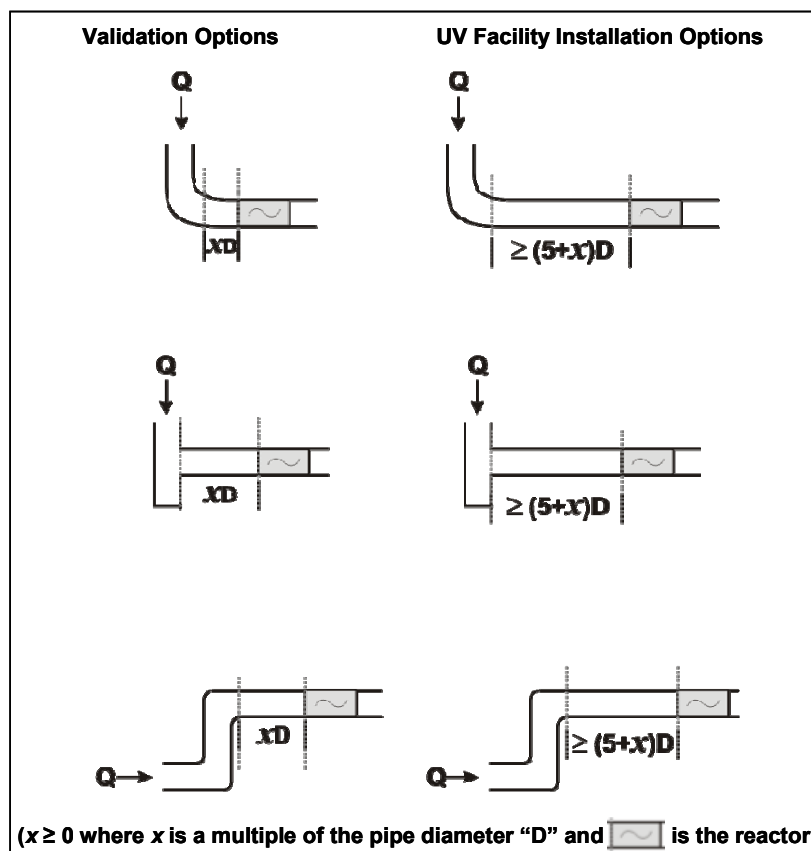 Validation Options
UV Facility Installation Options
Q
Q
xD
≥ (5+x)D
Q
Q
xD
≥ (5+x)D
xD
≥ (5+x)D
Q
Q
(x ≥ 0 where x is a multiple of the pipe diameter “D” and is the reactor